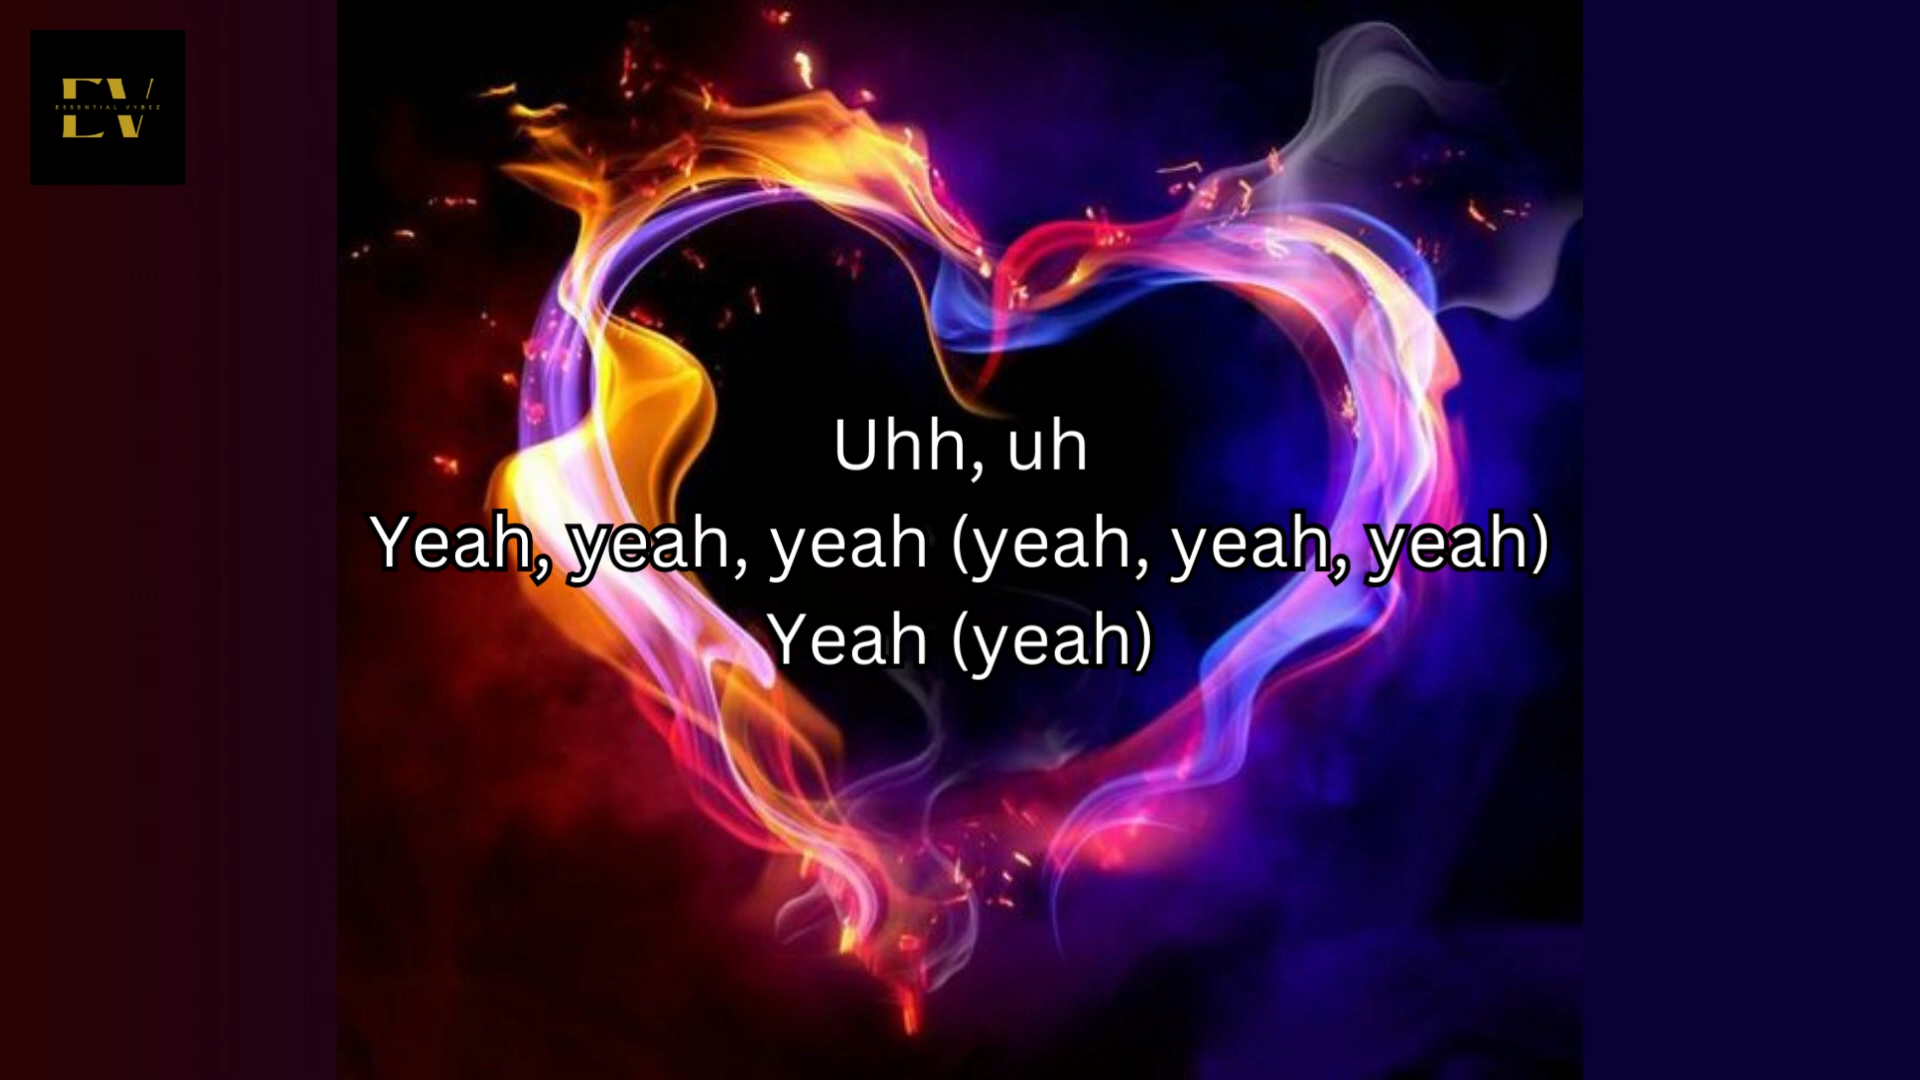 EV
ESSENTIAL VYBEZ
Uhh, uh
Yeah, yeah, yeah (yeah, yeah, yeah)
Yeah (yeah)